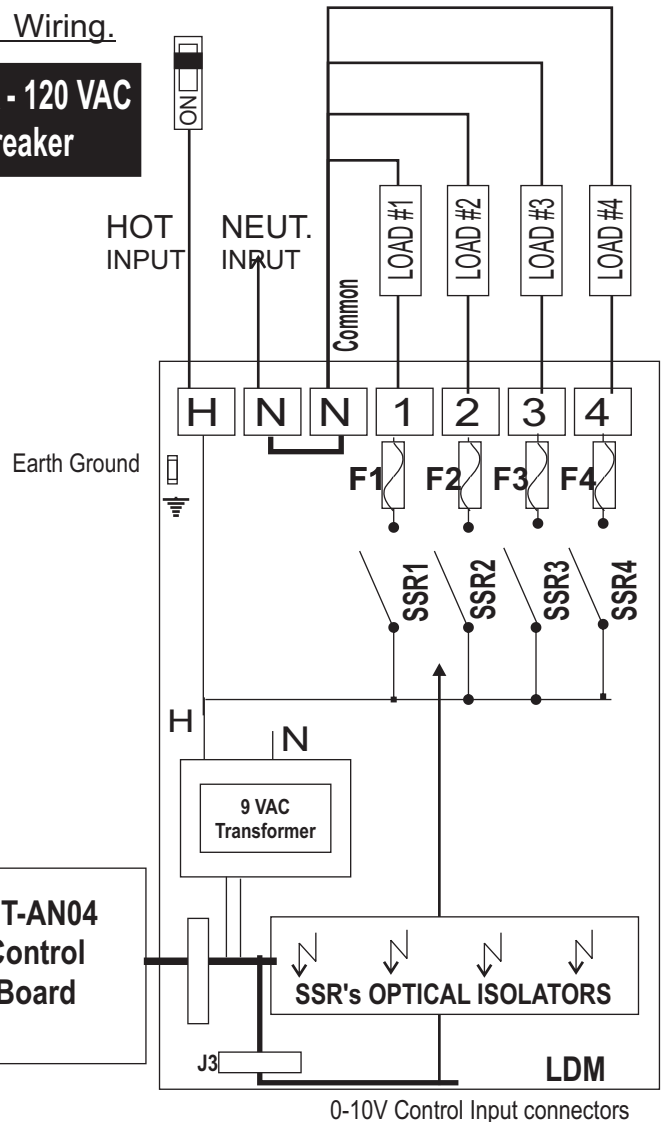 Wiring.
- 120 VAC
reaker
ON
HOT INPUT
NEUT. INPUT
Common
LOAD #1
LOAD #2
LOAD #3
LOAD #4
H N N 1 2 3 4
Earth Ground
F1 F2 F3 F4
SSR1
SSR2
SSR3
SSR4
H
N
9 VAC
Transformer
T-AN04
Control
Board
SSR's OPTICAL ISOLATORS
J3
LDM
0-10V Control Input connectors